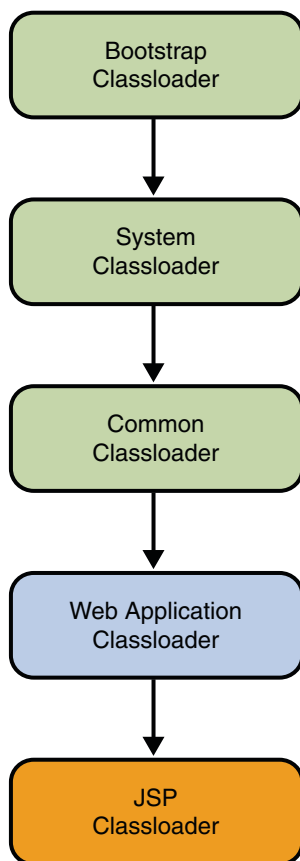 Bootstrap
Classloader
System
Classloader
Common
Classloader
Web Application
Classloader
JSP
Classloader